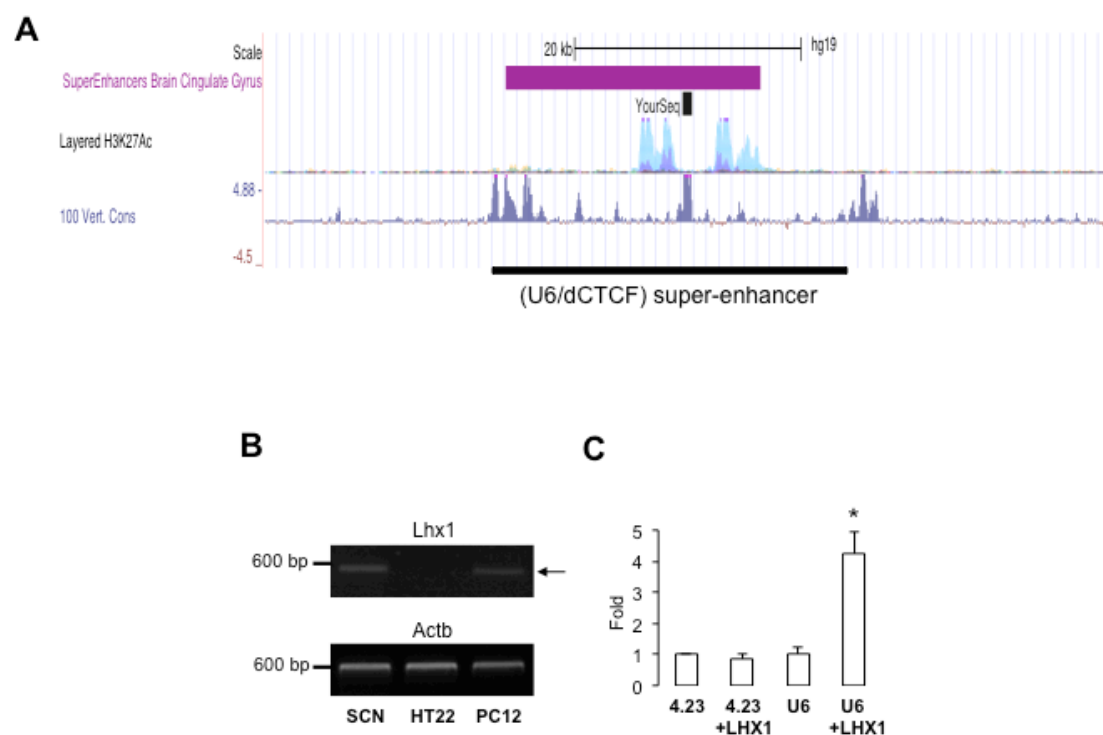 A
Scale
20 kb
hg19
SuperEnhancers Brain Cingulate Gyrus
YourSeq
Layered H3K27Ac
4.88 -
100 Vert. Cons
-4.5 _
(U6/dCTCF) super-enhancer
B
Lhx1
600 bp
Actb
600 bp
SCN HT22 PC12
C
*
Fold
5
4
3
2
1
0
4.23
4.23
+LHX1
U6
U6
+LHX1